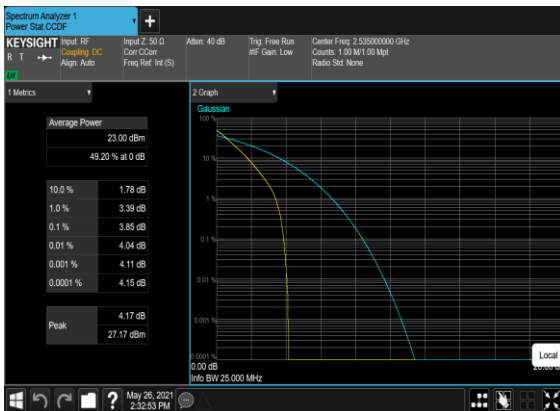 Spectrum Analyzer 1
Power Stat CCDF
KEYSIGHT
R T
LV
Input: RF
Coupling: DC
Align: Auto
Input Z: 50 Ω
Corr CCorr
Freq Ref: Int (S)
Atten: 40 dB
Trig: Free Run
#IF Gain: Low
Center Freq: 2.535000000 GHz
Counts: 1.00 M/1.00 Mpt
Radio Std: None
1 Metrics
Average Power
23.00 dBm
49.20 % at 0 dB
10.0 % 1.78 dB
1.0 % 3.39 dB
0.1 % 3.85 dB
0.01 % 4.04 dB
0.001 % 4.11 dB
0.0001 % 4.15 dB
Peak
4.17 dB
27.17 dBm
2 Graph
Gaussian
100 %
10 %
1 %
0.1 %
0.01 %
0.001 %
0.0001 %
0.00 dB
Info BW 25.000 MHz
Local
?
May 26, 2021
2:32:53 PM